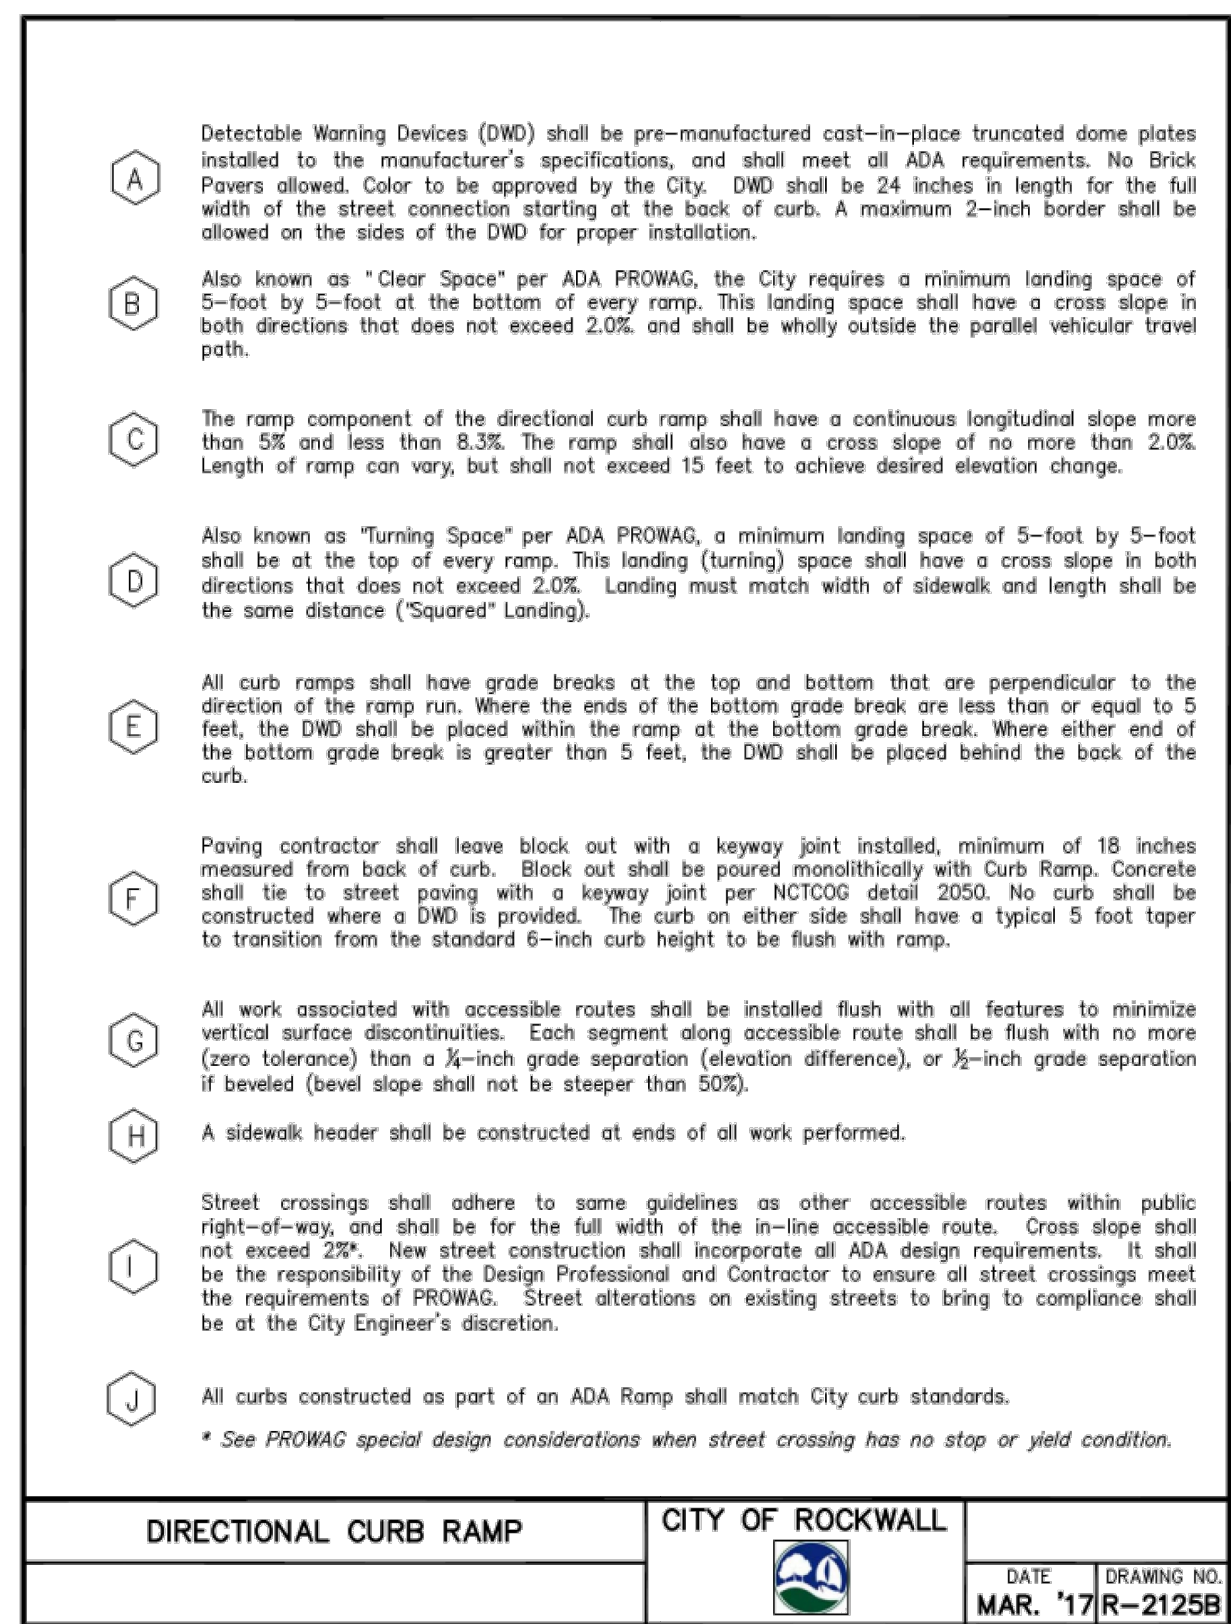 A
Detectable Warning Devices (DWD) shall be pre-manufactured cast-in-place truncated dome plates
installed to the manufacturer's specifications, and shall meet all ADA requirements. No Brick
Pavers allowed. Color to be approved by the City. DWD shall be 24 inches in length for the full
width of the street connection starting at the back of curb. A maximum 2-inch border shall be
allowed on the sides of the DWD for proper installation.
B
Also known as "Clear Space" per ADA PROWAG, the City requires a minimum landing space of
5-foot by 5-foot at the bottom of every ramp. This landing space shall have a cross slope in
both directions that does not exceed 2.0%. and shall be wholly outside the parallel vehicular travel
path.
C
The ramp component of the directional curb ramp shall have a continuous longitudinal slope more
than 5% and less than 8.3%. The ramp shall also have a cross slope of no more than 2.0%.
Length of ramp can vary, but shall not exceed 15 feet to achieve desired elevation change.
D
Also known as "Turning Space" per ADA PROWAG, a minimum landing space of 5-foot by 5-foot
shall be at the top of every ramp. This landing (turning) space shall have a cross slope in both
directions that does not exceed 2.0%. Landing must match width of sidewalk and length shall be
the same distance ("Squared" Landing).
E
All curb ramps shall have grade breaks at the top and bottom that are perpendicular to the
direction of the ramp run. Where the ends of the bottom grade break are less than or equal to 5
feet, the DWD shall be placed within the ramp at the bottom grade break. Where either end of
the bottom grade break is greater than 5 feet, the DWD shall be placed behind the back of the
curb.
F
Paving contractor shall leave block out with a keyway joint installed, minimum of 18 inches
measured from back of curb. Block out shall be poured monolithically with Curb Ramp. Concrete
shall tie to street paving with a keyway joint per NCTCOG detail 2050. No curb shall be
constructed where a DWD is provided. The curb on either side shall have a typical 5 foot taper
to transition from the standard 6-inch curb height to be flush with ramp.
G
All work associated with accessible routes shall be installed flush with all features to minimize
vertical surface discontinuities. Each segment along accessible route shall be flush with no more
(zero tolerance) than a ¼-inch grade separation (elevation difference), or ½-inch grade separation
if beveled (bevel slope shall not be steeper than 50%).
H
A sidewalk header shall be constructed at ends of all work performed.
I
Street crossings shall adhere to same guidelines as other accessible routes within public
right-of-way, and shall be for the full width of the in-line accessible route. Cross slope shall
not exceed 2%*. New street construction shall incorporate all ADA design requirements. It shall
be the responsibility of the Design Professional and Contractor to ensure all street crossings meet
the requirements of PROWAG. Street alterations on existing streets to bring to compliance shall
be at the City Engineer's discretion.
J
All curbs constructed as part of an ADA Ramp shall match City curb standards.
* See PROWAG special design considerations when street crossing has no stop or yield condition.
DIRECTIONAL CURB RAMP
CITY OF ROCKWALL
DATE
MAR. '17
DRAWING NO.
R-2125B